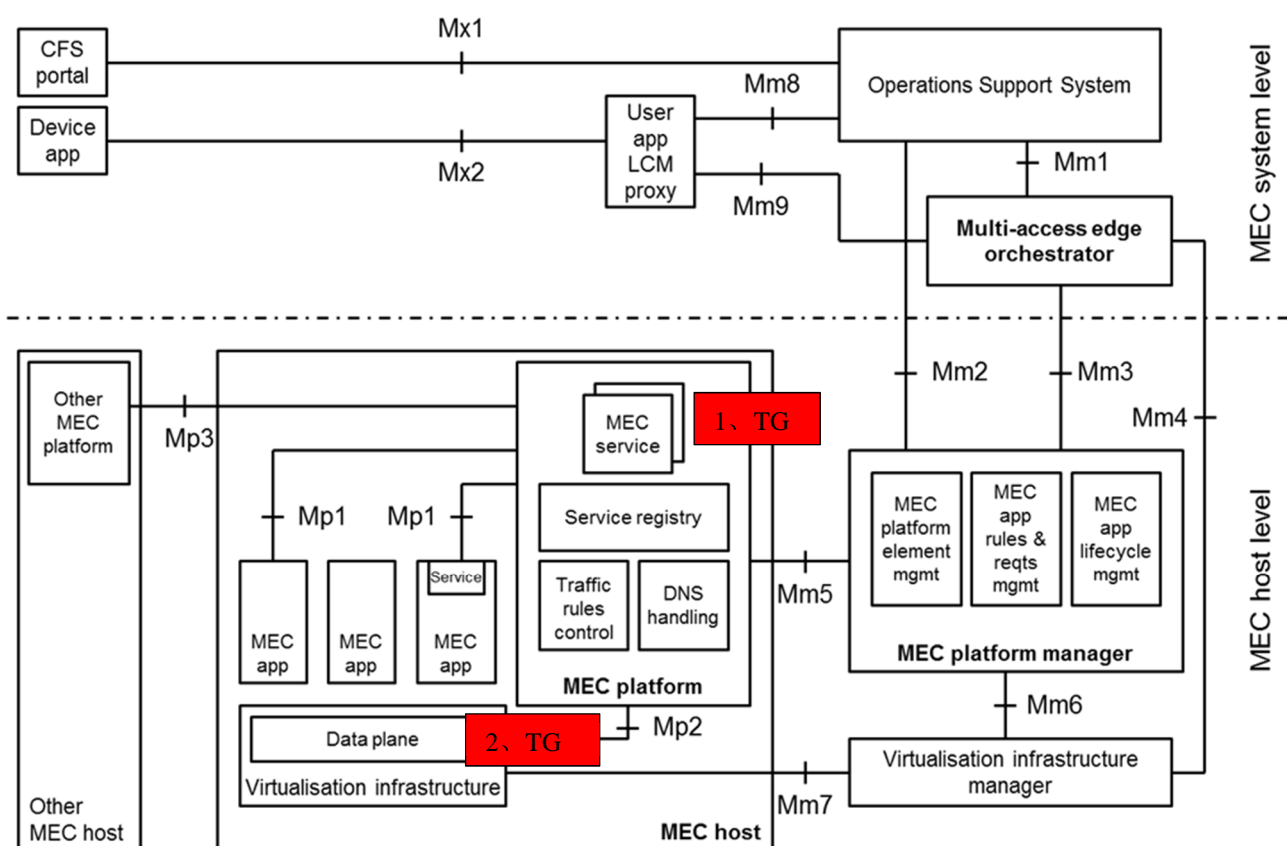 CFS
portal
Mx1
Operations Support System
MEC system level
Device
app
Mx2
User
app
LCM
proxy
Mm8
Mm9
Mm1
Multi-access edge
orchestrator
Mm2
Mm3
Mm4
Other
MEC
platform
Mp3
MEC
service
1、TG
Mp1
Mp1
Service registry
Traffic
rules
control
DNS
handling
MEC platform
Mm5
MEC
platform
element
mgmt
MEC
app
rules &
reqts
mgmt
MEC
app
lifecycle
mgmt
MEC platform manager
MEC host level
MEC
app
MEC
app
Service
MEC
app
Mp2
Data plane
2、TG
Virtualisation infrastructure
Mm6
Mm7
Virtualisation infrastructure
manager
Other
MEC host
MEC host